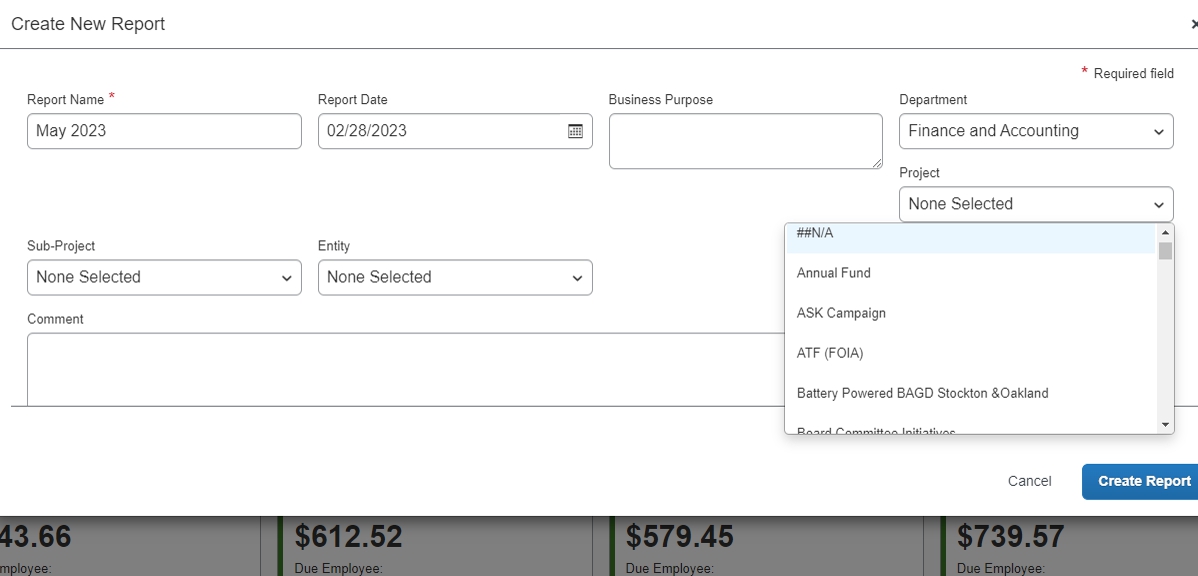 Create New Report
* Required field
Report Name *
Report Date
Business Purpose
Department
May 2023
02/28/2023
Finance and Accounting
Project
None Selected
##N/A
Annual Fund
ASK Campaign
ATF (FOIA)
Battery Powered BAGD Stockton &Oakland
Board Committee Initiatives
Sub-Project
Entity
None Selected
None Selected
Comment
Cancel
Create Report
43.66
$612.52
$579.45
$739.57
mployee:
Due Employee:
Due Employee:
Due Employee: